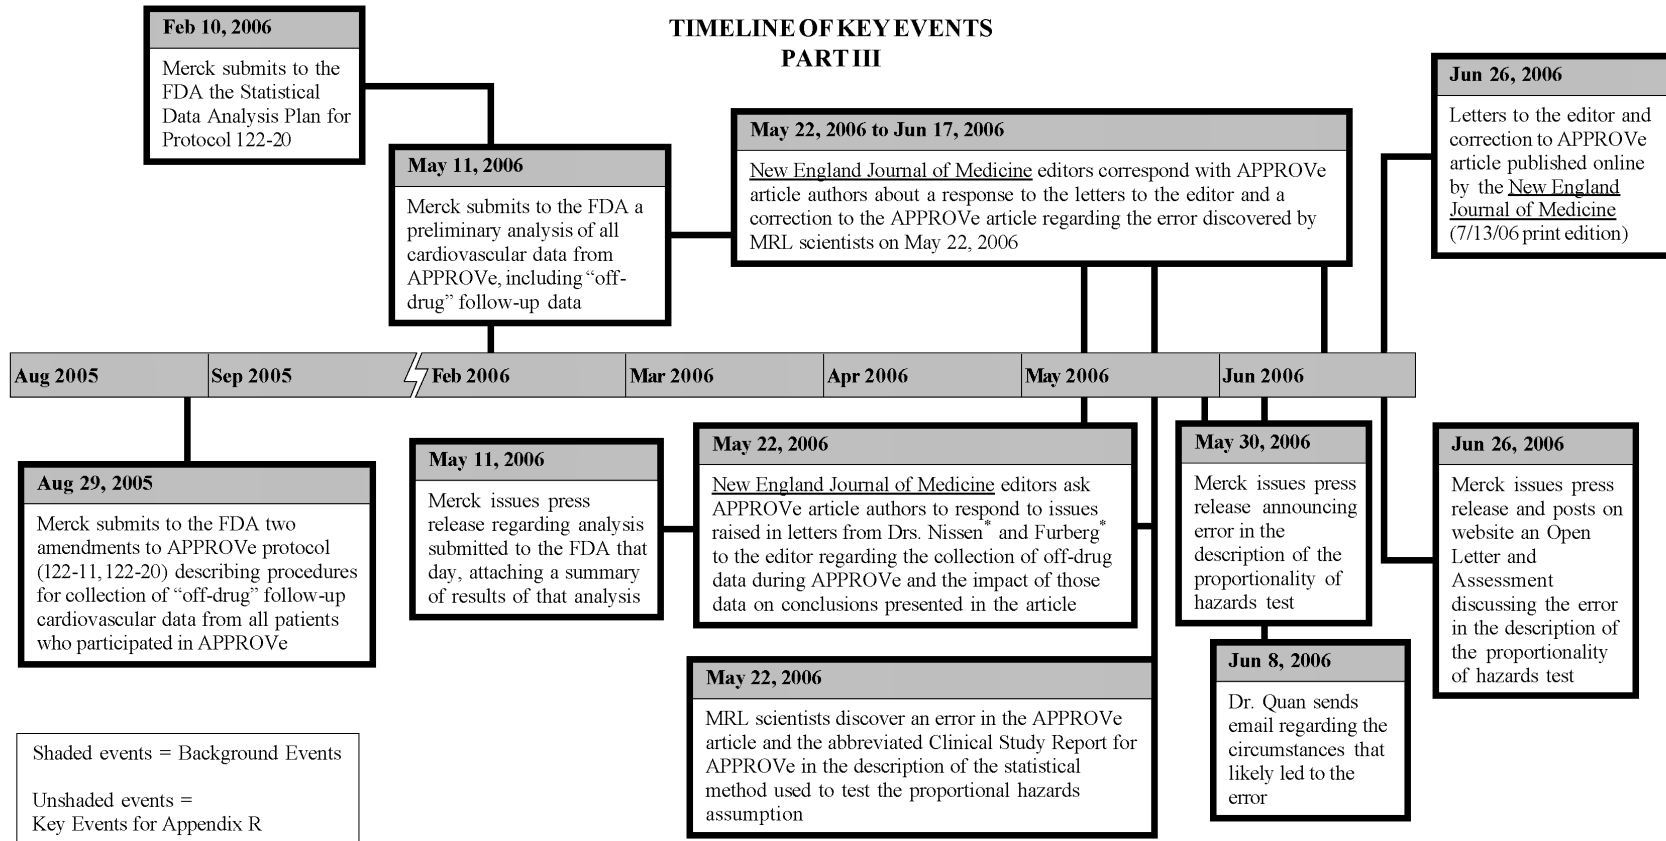 TIMELINE OF KEY EVENTS
PART III
Feb 10, 2006
Merck submits to the
FDA the Statistical
Data Analysis Plan for
Protocol 122-20
May 11, 2006
Merck submits to the FDA a
preliminary analysis of all
cardiovascular data from
APPROVe, including “off-
drug” follow-up data
May 22, 2006 to Jun 17, 2006
New England Journal of Medicine editors correspond with APPROVe
article authors about a response to the letters to the editor and a
correction to the APPROVe article regarding the error discovered by
MRL scientists on May 22, 2006
Jun 26, 2006
Letters to the editor and
correction to APPROVe
article published online
by the New England
Journal of Medicine
(7/13/06 print edition)
Aug 2005
Sep 2005
Feb 2006
Mar 2006
Apr 2006
May 2006
Jun 2006
Aug 29, 2005
Merck submits to the FDA two
amendments to APPROVe protocol
(122-11, 122-20) describing procedures
for collection of “off-drug” follow-up
cardiovascular data from all patients
who participated in APPROVe
May 11, 2006
Merck issues press
release regarding analysis
submitted to the FDA that
day, attaching a summary
of results of that analysis
May 22, 2006
New England Journal of Medicine editors ask
APPROVe article authors to respond to issues
raised in letters from Drs. Nissen* and Furberg*
to the editor regarding the collection of off-drug
data during APPROVe and the impact of those
data on conclusions presented in the article
May 22, 2006
MRL scientists discover an error in the APPROVe
article and the abbreviated Clinical Study Report for
APPROVe in the description of the statistical
method used to test the proportional hazards
assumption
May 30, 2006
Merck issues press
release announcing
error in the
description of the
proportionality of
hazards test
Jun 8, 2006
Dr. Quan sends
email regarding the
circumstances that
likely led to the
error
Jun 26, 2006
Merck issues press
release and posts on
website an Open
Letter and
Assessment
discussing the error
in the description of
the proportionality
of hazards test
Shaded events = Background Events
Unshaded events =
Key Events for Appendix R